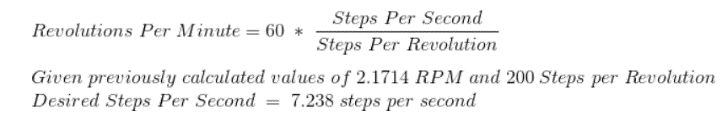 Revolutions Per Minute = 60 * Steps Per Second / Steps Per Revolution
Given previously calculated values of 2.1714 RPM and 200 Steps per Revolution
Desired Steps Per Second = 7.238 steps per second